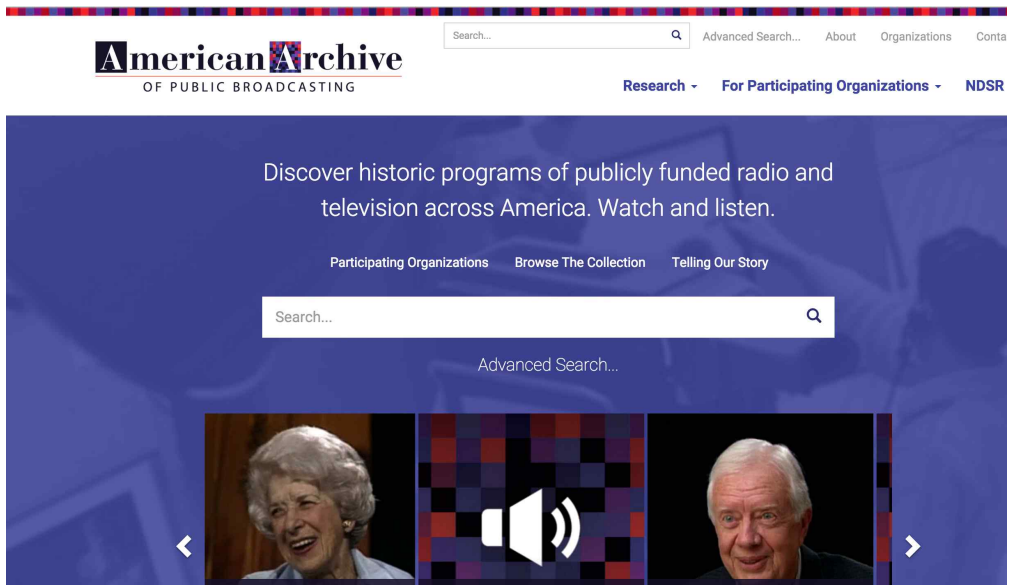 American Archive
OF PUBLIC BROADCASTING
Search...
Advanced Search... About Organizations Conta
Research For Participating Organizations NDSR
Discover historic programs of publicly funded radio and
television across America. Watch and listen.
Participating Organizations Browse The Collection Telling Our Story
Search...
Advanced Search...